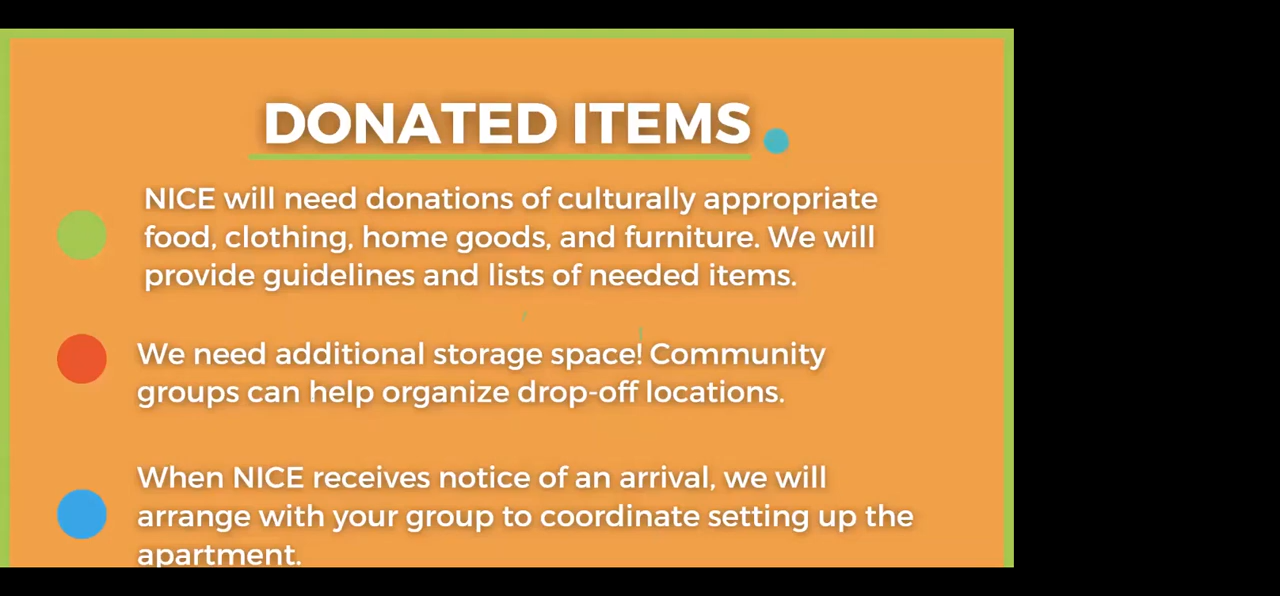 DONATED ITEMS
NICE will need donations of culturally appropriate
food, clothing, home goods, and furniture. We will
provide guidelines and lists of needed items.
We need additional storage space! Community
groups can help organize drop-off locations.
When NICE receives notice of an arrival, we will
arrange with your group to coordinate setting up the
apartment.